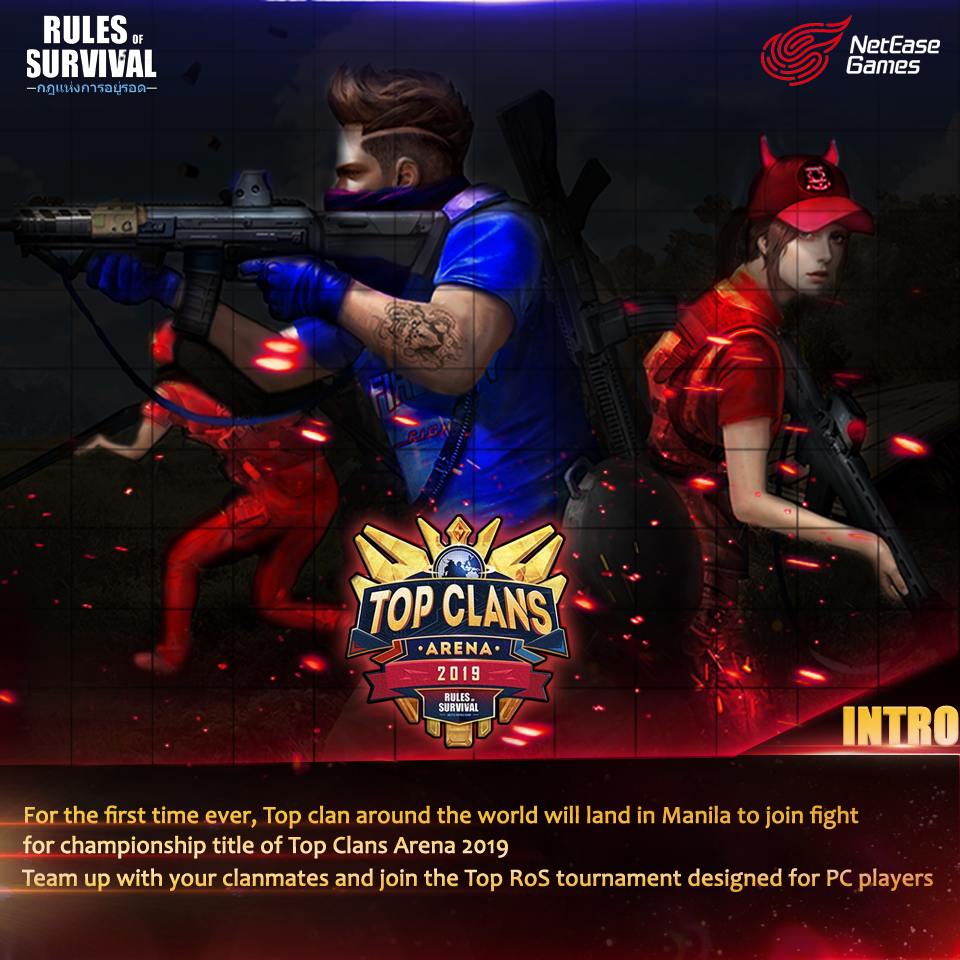 RULES OF
SURVIVAL
กฎแห่งการอยู่รอด
NetEase
Games
TOP CLANS
ARENA
2019
RULES OF
SURVIVAL
INTRO
For the first time ever, Top clan around the world will land in Manila to join fight
for championship title of Top Clans Arena 2019
Team up with your clanmates and join the Top RoS tournament designed for PC players